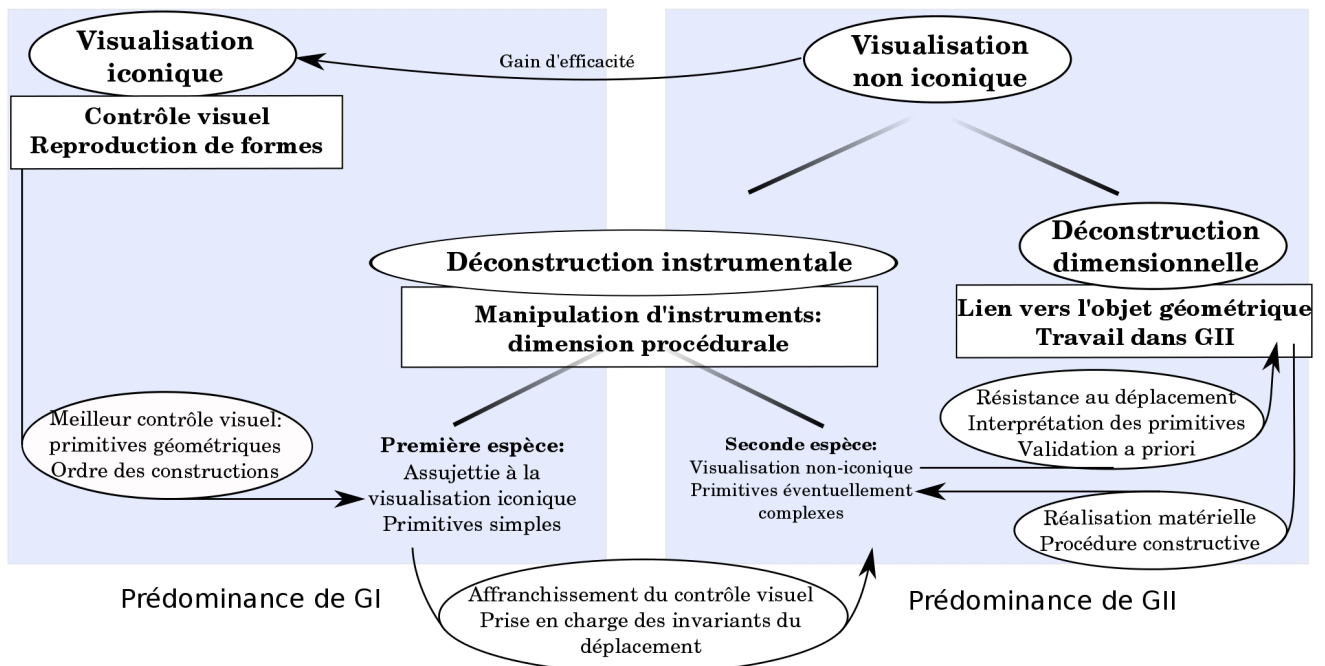 Visualisation
iconique
Contrôle visuel
Reproduction de formes
Gain d'efficacité
Visualisation
non iconique
Déconstruction instrumentale
Manipulation d'instruments:
dimension procédurale
Déconstruction
dimensionnelle
Lien vers l'objet géométrique
Travail dans GII
Meilleur contrôle visuel:
primitives géométriques
Ordre des constructions
Première espèce:
Assujettie à la
visualisation iconique
Primitives simples
Seconde espèce:
Visualisation non-iconique
Primitives éventuellement
complexes
Résistance au déplacement
Interprétation des primitives
Validation a priori
Réalisation matérielle
Procédure constructive
Affranchissement du contrôle visuel
Prise en charge des invariants du
déplacement
Prédominance de GI
Prédominance de GII